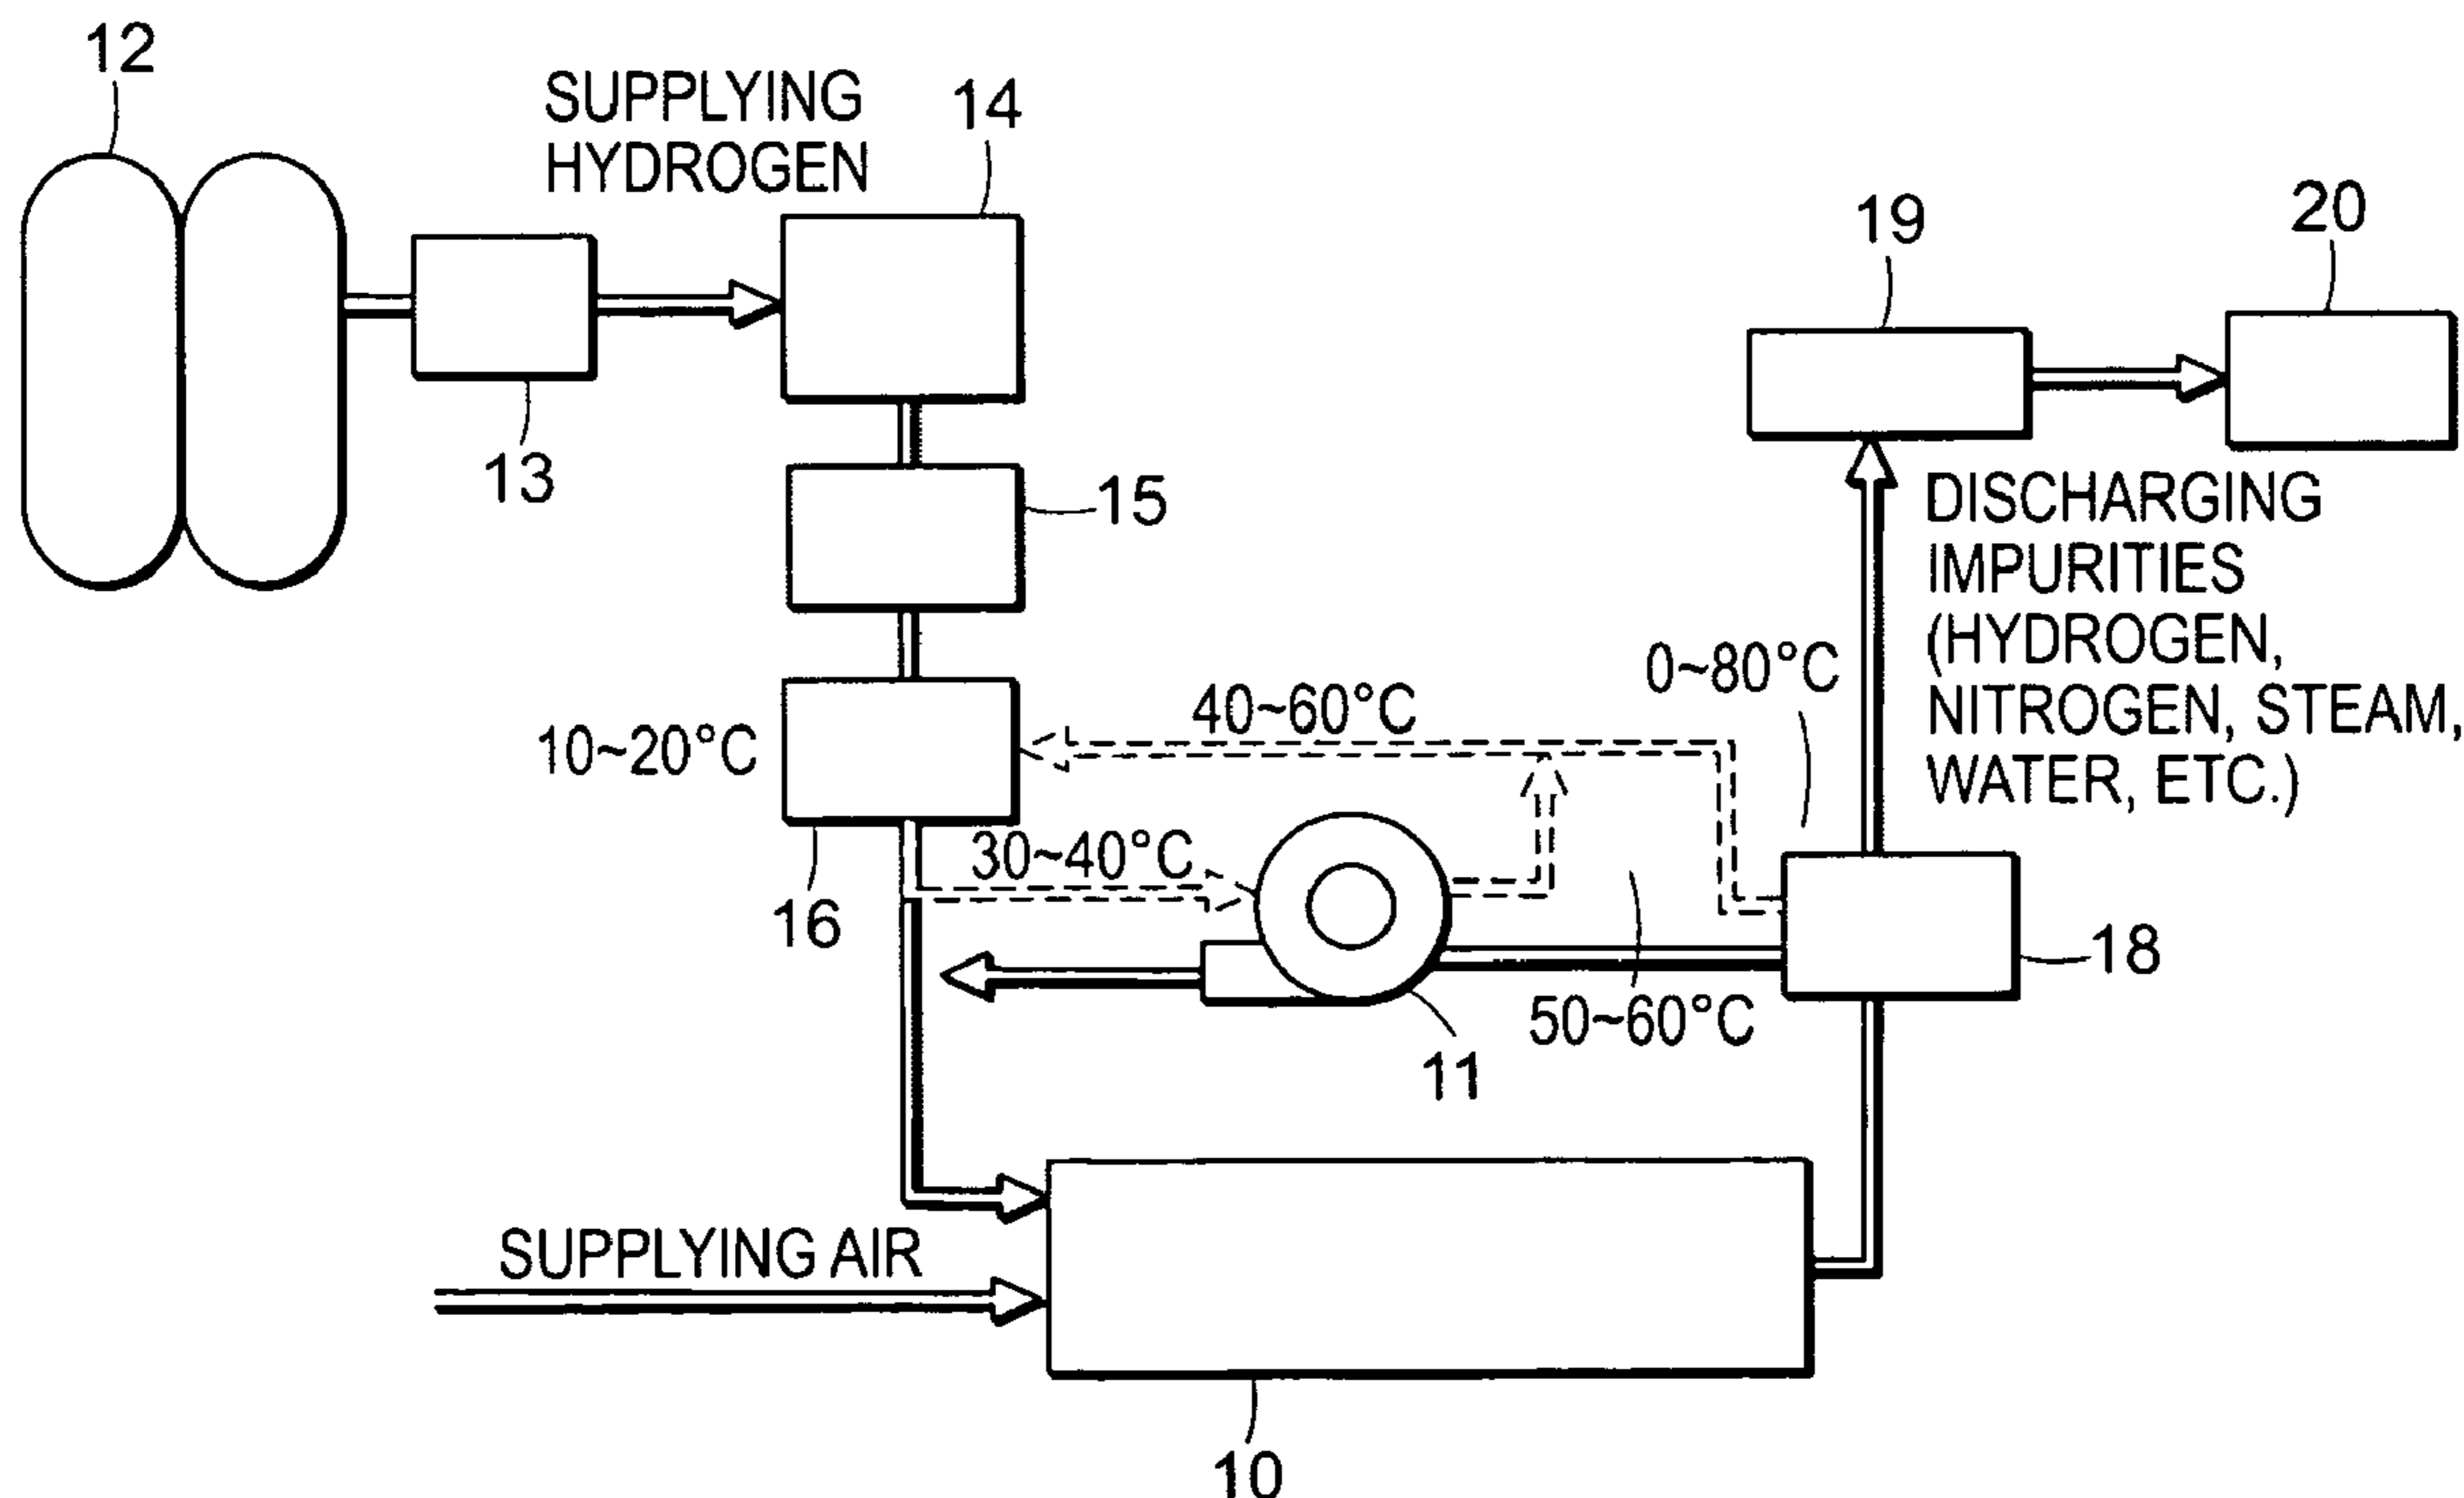 12
SUPPLYING
HYDROGEN
14
19
20
13
15
DISCHARGING
IMPURITIES
(HYDROGEN,
NITROGEN, STEAM,
WATER, ETC.)
0~80°C
40~60°C
10~20°C
30~40°C
16
18
50~60°C
11
SUPPLYING AIR
10